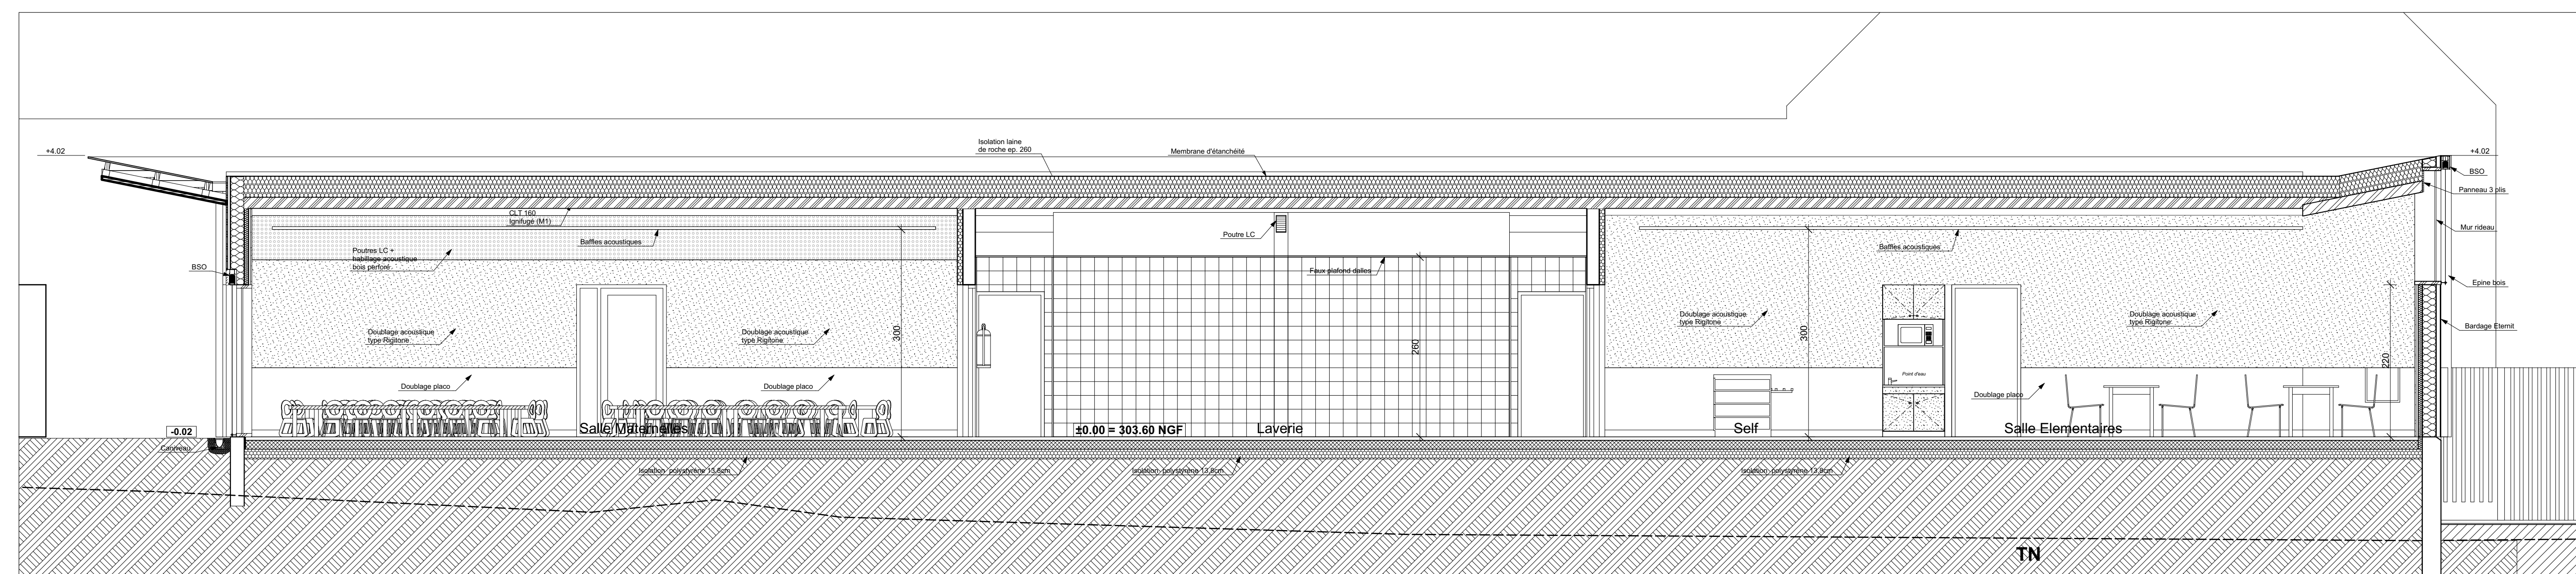 +4.02
Isolation laine
de roche ep. 260
Membrane d'étanchéité
+4.02
BSO
Panneau 3 plis
CLT 160
Ignifugé (M1)
Baffles acoustiques
Poutres LC +
habillage acoustique
bois perforé
BSO
Poutre LC
Faux plafond dalles
Baffles acoustiques
Mur rideau
Epine bois
Doublage acoustique
type Rigitone
Doublage acoustique
type Rigitone
300
260
Doublage acoustique
type Rigitone
300
Doublage acoustique
type Rigitone
Bardage Eternit
220
Doublage placo
Doublage placo
Point d'eau
Doublage placo
-0.02
Salle Maternelles
±0.00 = 303.60 NGF
Laverie
Self
Salle Elementaires
Caniveau
Isolation polystyrène 13,8cm
Isolation polystyrène 13,8cm
Isolation polystyrène 13,8cm
TN